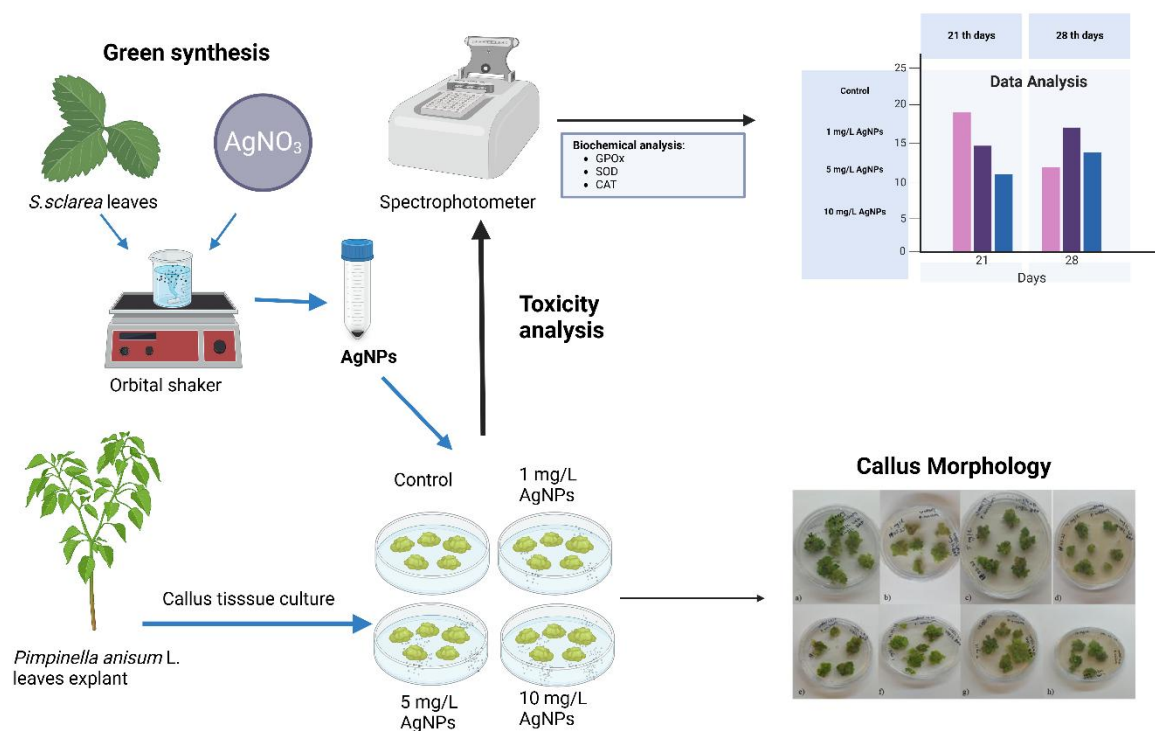 Green synthesis
AgNO₃
S.sclarea leaves
Orbital shaker
AgNPs
Spectrophotometer
Biochemical analysis:
• GPOx
• SOD
• CAT
Toxicity
analysis
21 th days
28 th days
Control
1 mg/L AgNPs
5 mg/L AgNPs
10 mg/L AgNPs
Data Analysis
25
20
15
10
5
0
21
28
Days
Pimpinella anisum L.
leaves explant
Callus tisssue culture
Control
1 mg/L
AgNPs
5 mg/L
AgNPs
10 mg/L
AgNPs
Callus Morphology
a)
b)
c)
d)
e)
f)
g)
h)